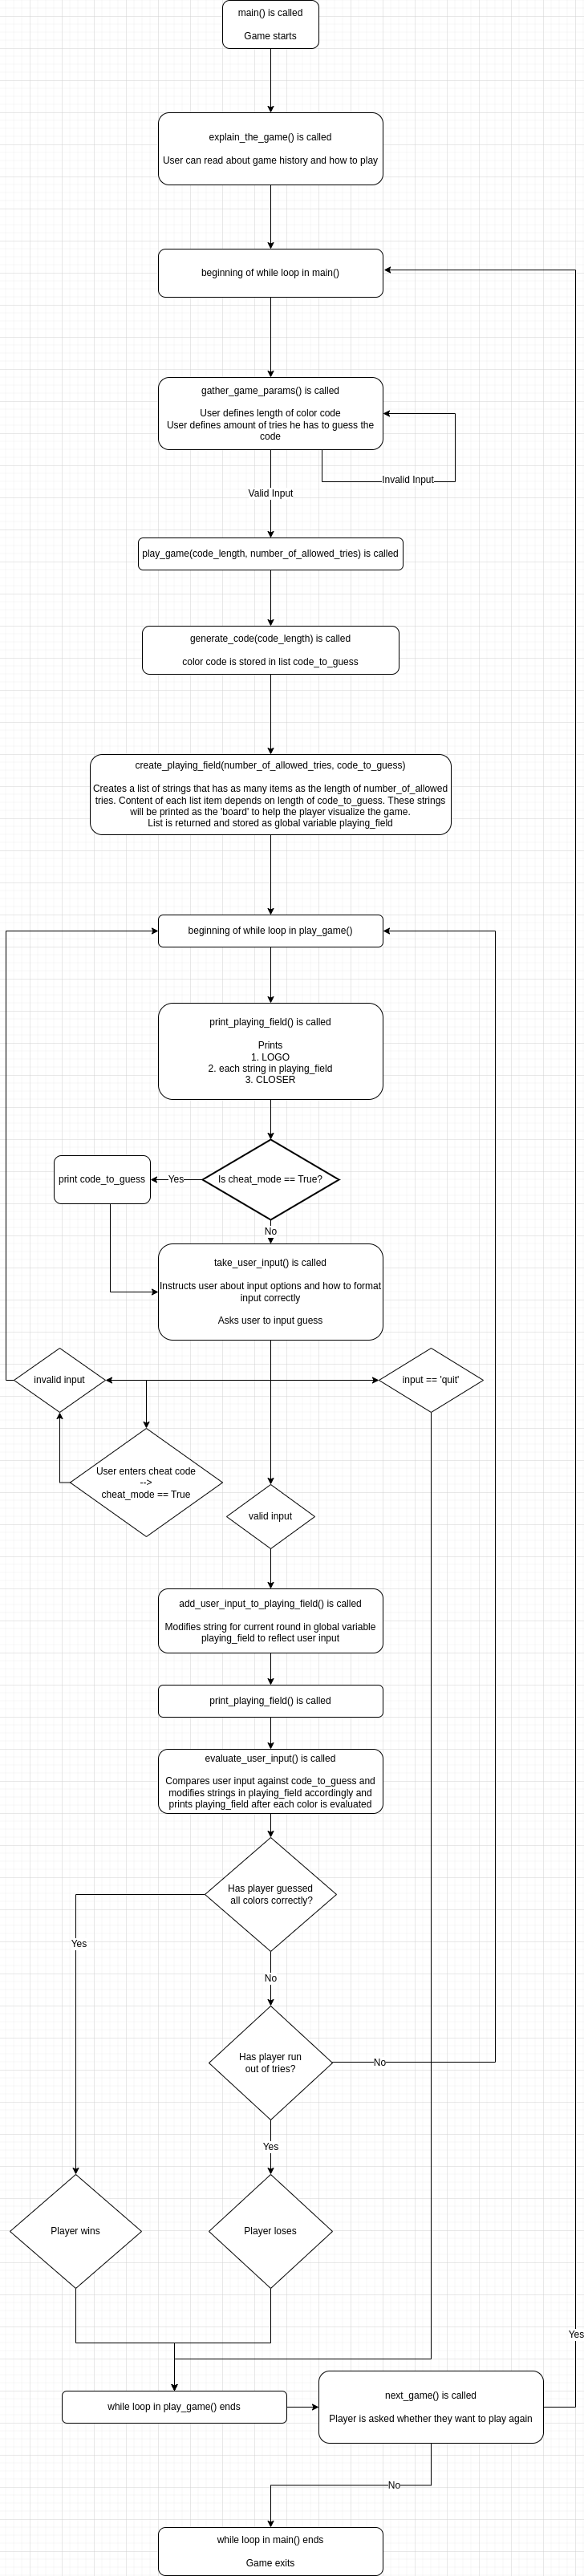 main() is called
Game starts
explain_the_game() is called
User can read about game history and how to play
beginning of while loop in main()
gather_game_params() is called
User defines length of color code
User defines amount of tries he has to guess the
code
Invalid Input
Valid Input
play_game(code_length, number_of_allowed_tries) is called
generate_code(code_length) is called
color code is stored in list code_to_guess
create_playing_field(number_of_allowed_tries, code_to_guess)
Creates a list of strings that has as many items as the length of number_of_allowed
tries. Content of each list item depends on length of code_to_guess. These strings
will be printed as the 'board' to help the player visualize the game.
List is returned and stored as global variable playing_field
beginning of while loop in play_game()
print_playing_field() is called
Prints
1. LOGO
2. each string in playing_field
3. CLOSER
print code_to_guess
Yes
Is cheat_mode == True?
No
take_user_input() is called
Instructs user about input options and how to format
input correctly
Asks user to input guess
invalid input
input == 'quit'
User enters cheat code
-->
cheat_mode == True
valid input
add_user_input_to_playing_field() is called
Modifies string for current round in global variable
playing_field to reflect user input
print_playing_field() is called
evaluate_user_input() is called
Compares user input against code_to_guess and
modifies strings in playing_field accordingly and
prints playing_field after each color is evaluated
Has player guessed
all colors correctly?
Yes
No
Has player run
out of tries?
No
Yes
Player wins
Player loses
Yes
while loop in play_game() ends
next_game() is called
Player is asked whether they want to play again
No
while loop in main() ends
Game exits